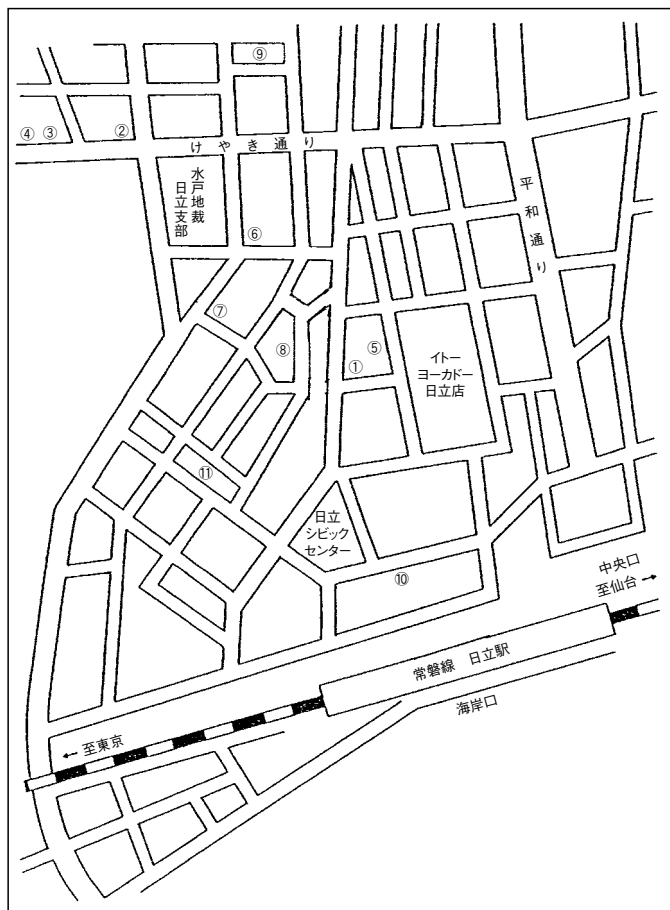 ⑨
④ ③ ②
けやき通り
水戸地裁
日立支部
平和通り
⑥
⑦
⑧
⑤
①
イトー
ヨーカドー
日立店
⑪
日立
シビック
センター
⑩
中央口
至仙台→
常磐線 日立駅
海岸口
←至東京